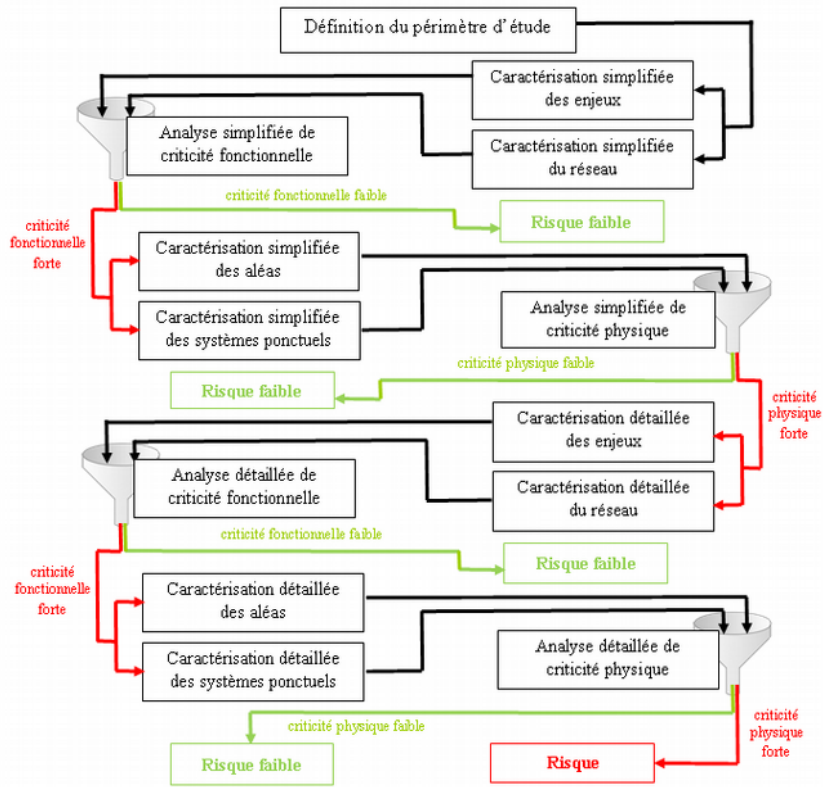 Définition du périmètre d'étude
Caractérisation simplifiée
des enjeux
Analyse simplifiée de
criticité fonctionnelle
Caractérisation simplifiée
du réseau
criticité fonctionnelle faible
Risque faible
criticité
fonctionnelle
forte
Caractérisation simplifiée
des aléas
Caractérisation simplifiée
des systèmes ponctuels
Analyse simplifiée de
criticité physique
criticité physique faible
Risque faible
criticité
physique
forte
Caractérisation détaillée
des enjeux
Analyse détaillée de
criticité fonctionnelle
Caractérisation détaillée
du réseau
criticité fonctionnelle faible
Risque faible
criticité
fonctionnelle
forte
Caractérisation détaillée
des aléas
Caractérisation détaillée
des systèmes ponctuels
Analyse détaillée de
criticité physique
criticité physique faible
criticité
physique
forte
Risque faible
Risque